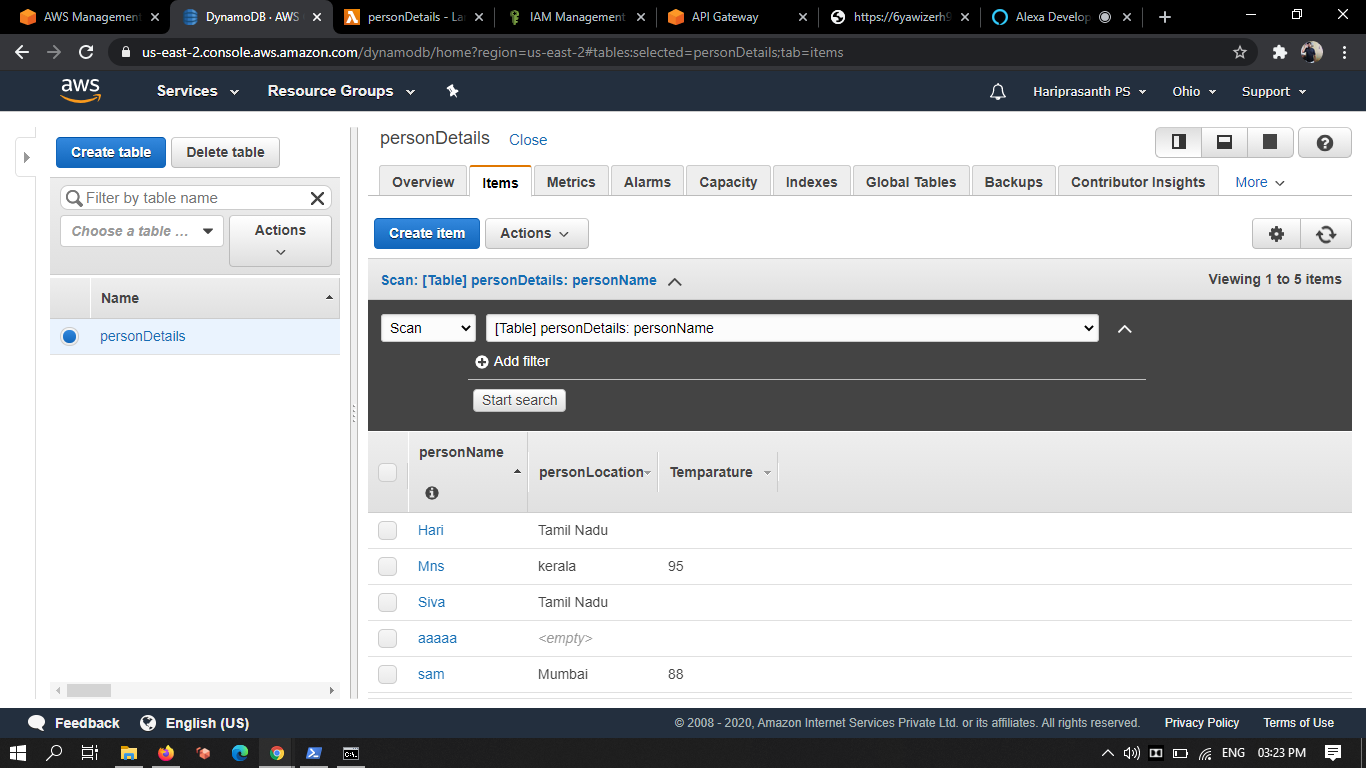 AWS Management
DynamoDB · AWS
personDetails - La
IAM Management
API Gateway
https://6yawizerh9
Alexa Develop
us-east-2.console.aws.amazon.com/dynamodb/home?region=us-east-2#tables:selected=personDetails;tab=items
aws
Services
Resource Groups
Hariprasanth PS
Ohio
Support
Create table
Delete table
Filter by table name
Choose a table ...
Actions
Name
personDetails
personDetails
Close
Overview
Items
Metrics
Alarms
Capacity
Indexes
Global Tables
Backups
Contributor Insights
More
Create item
Actions
Scan: [Table] personDetails: personName
Viewing 1 to 5 items
Scan
[Table] personDetails: personName
Add filter
Start search
personName
personLocation
Temparature
Hari Tamil Nadu
Mns kerala 95
Siva Tamil Nadu
aaaaa <empty>
sam Mumbai 88
Feedback
English (US)
© 2008 - 2020, Amazon Internet Services Private Ltd. or its affiliates. All rights reserved.
Privacy Policy
Terms of Use
ENG
03:23 PM